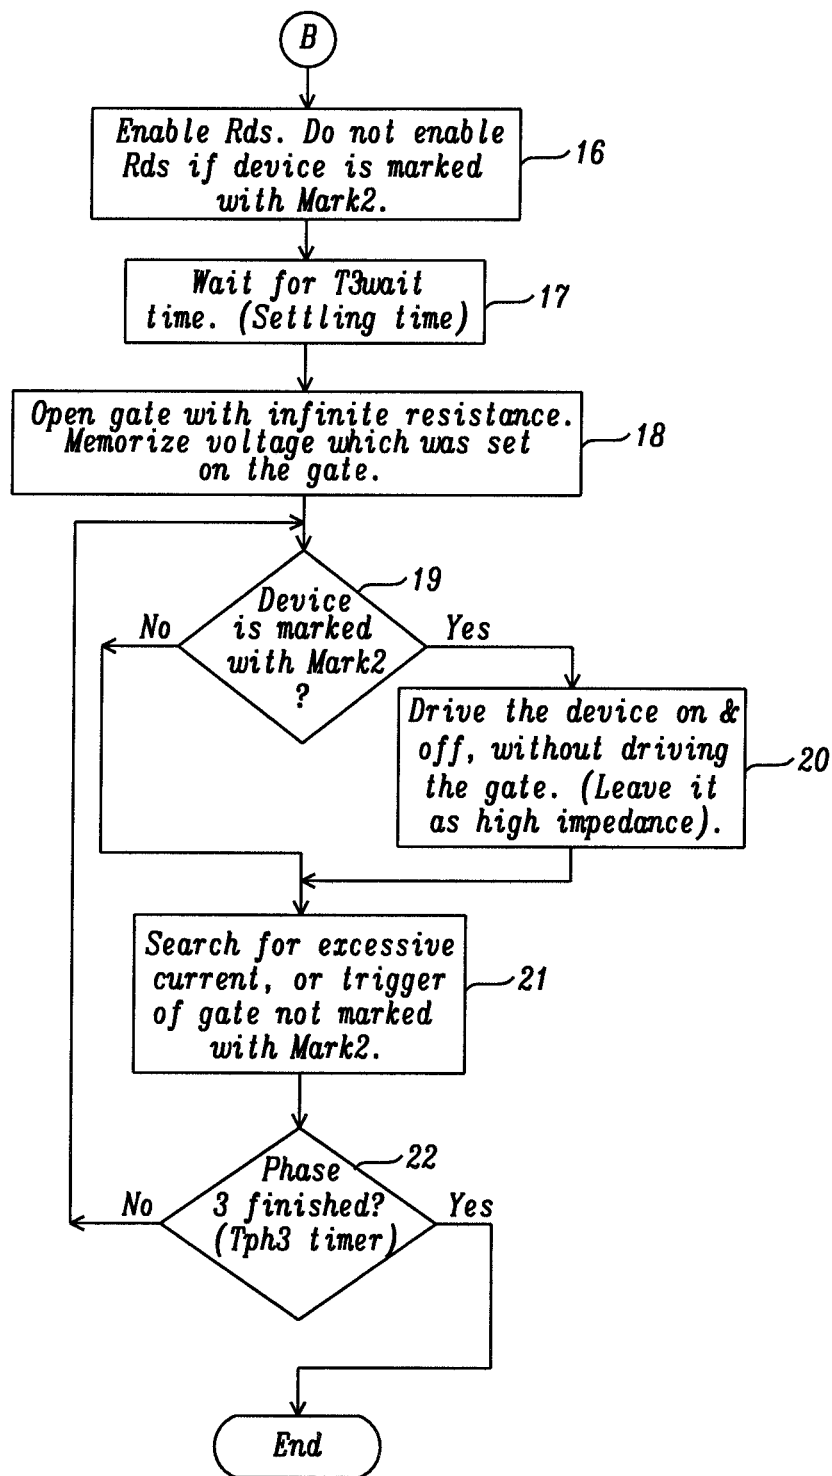 B
Enable Rds. Do not enable
Rds if device is marked
with Mark2.
16
Wait for T3wait
time. (Settling time)
17
Open gate with infinite resistance.
Memorize voltage which was set
on the gate.
18
19
Device
is marked
with Mark2
?
No
Yes
Drive the device on &
off, without driving
the gate. (Leave it
as high impedance).
20
Search for excessive
current, or trigger
of gate not marked
with Mark2.
21
22
Phase
3 finished?
(Tph3 timer)
No
Yes
End